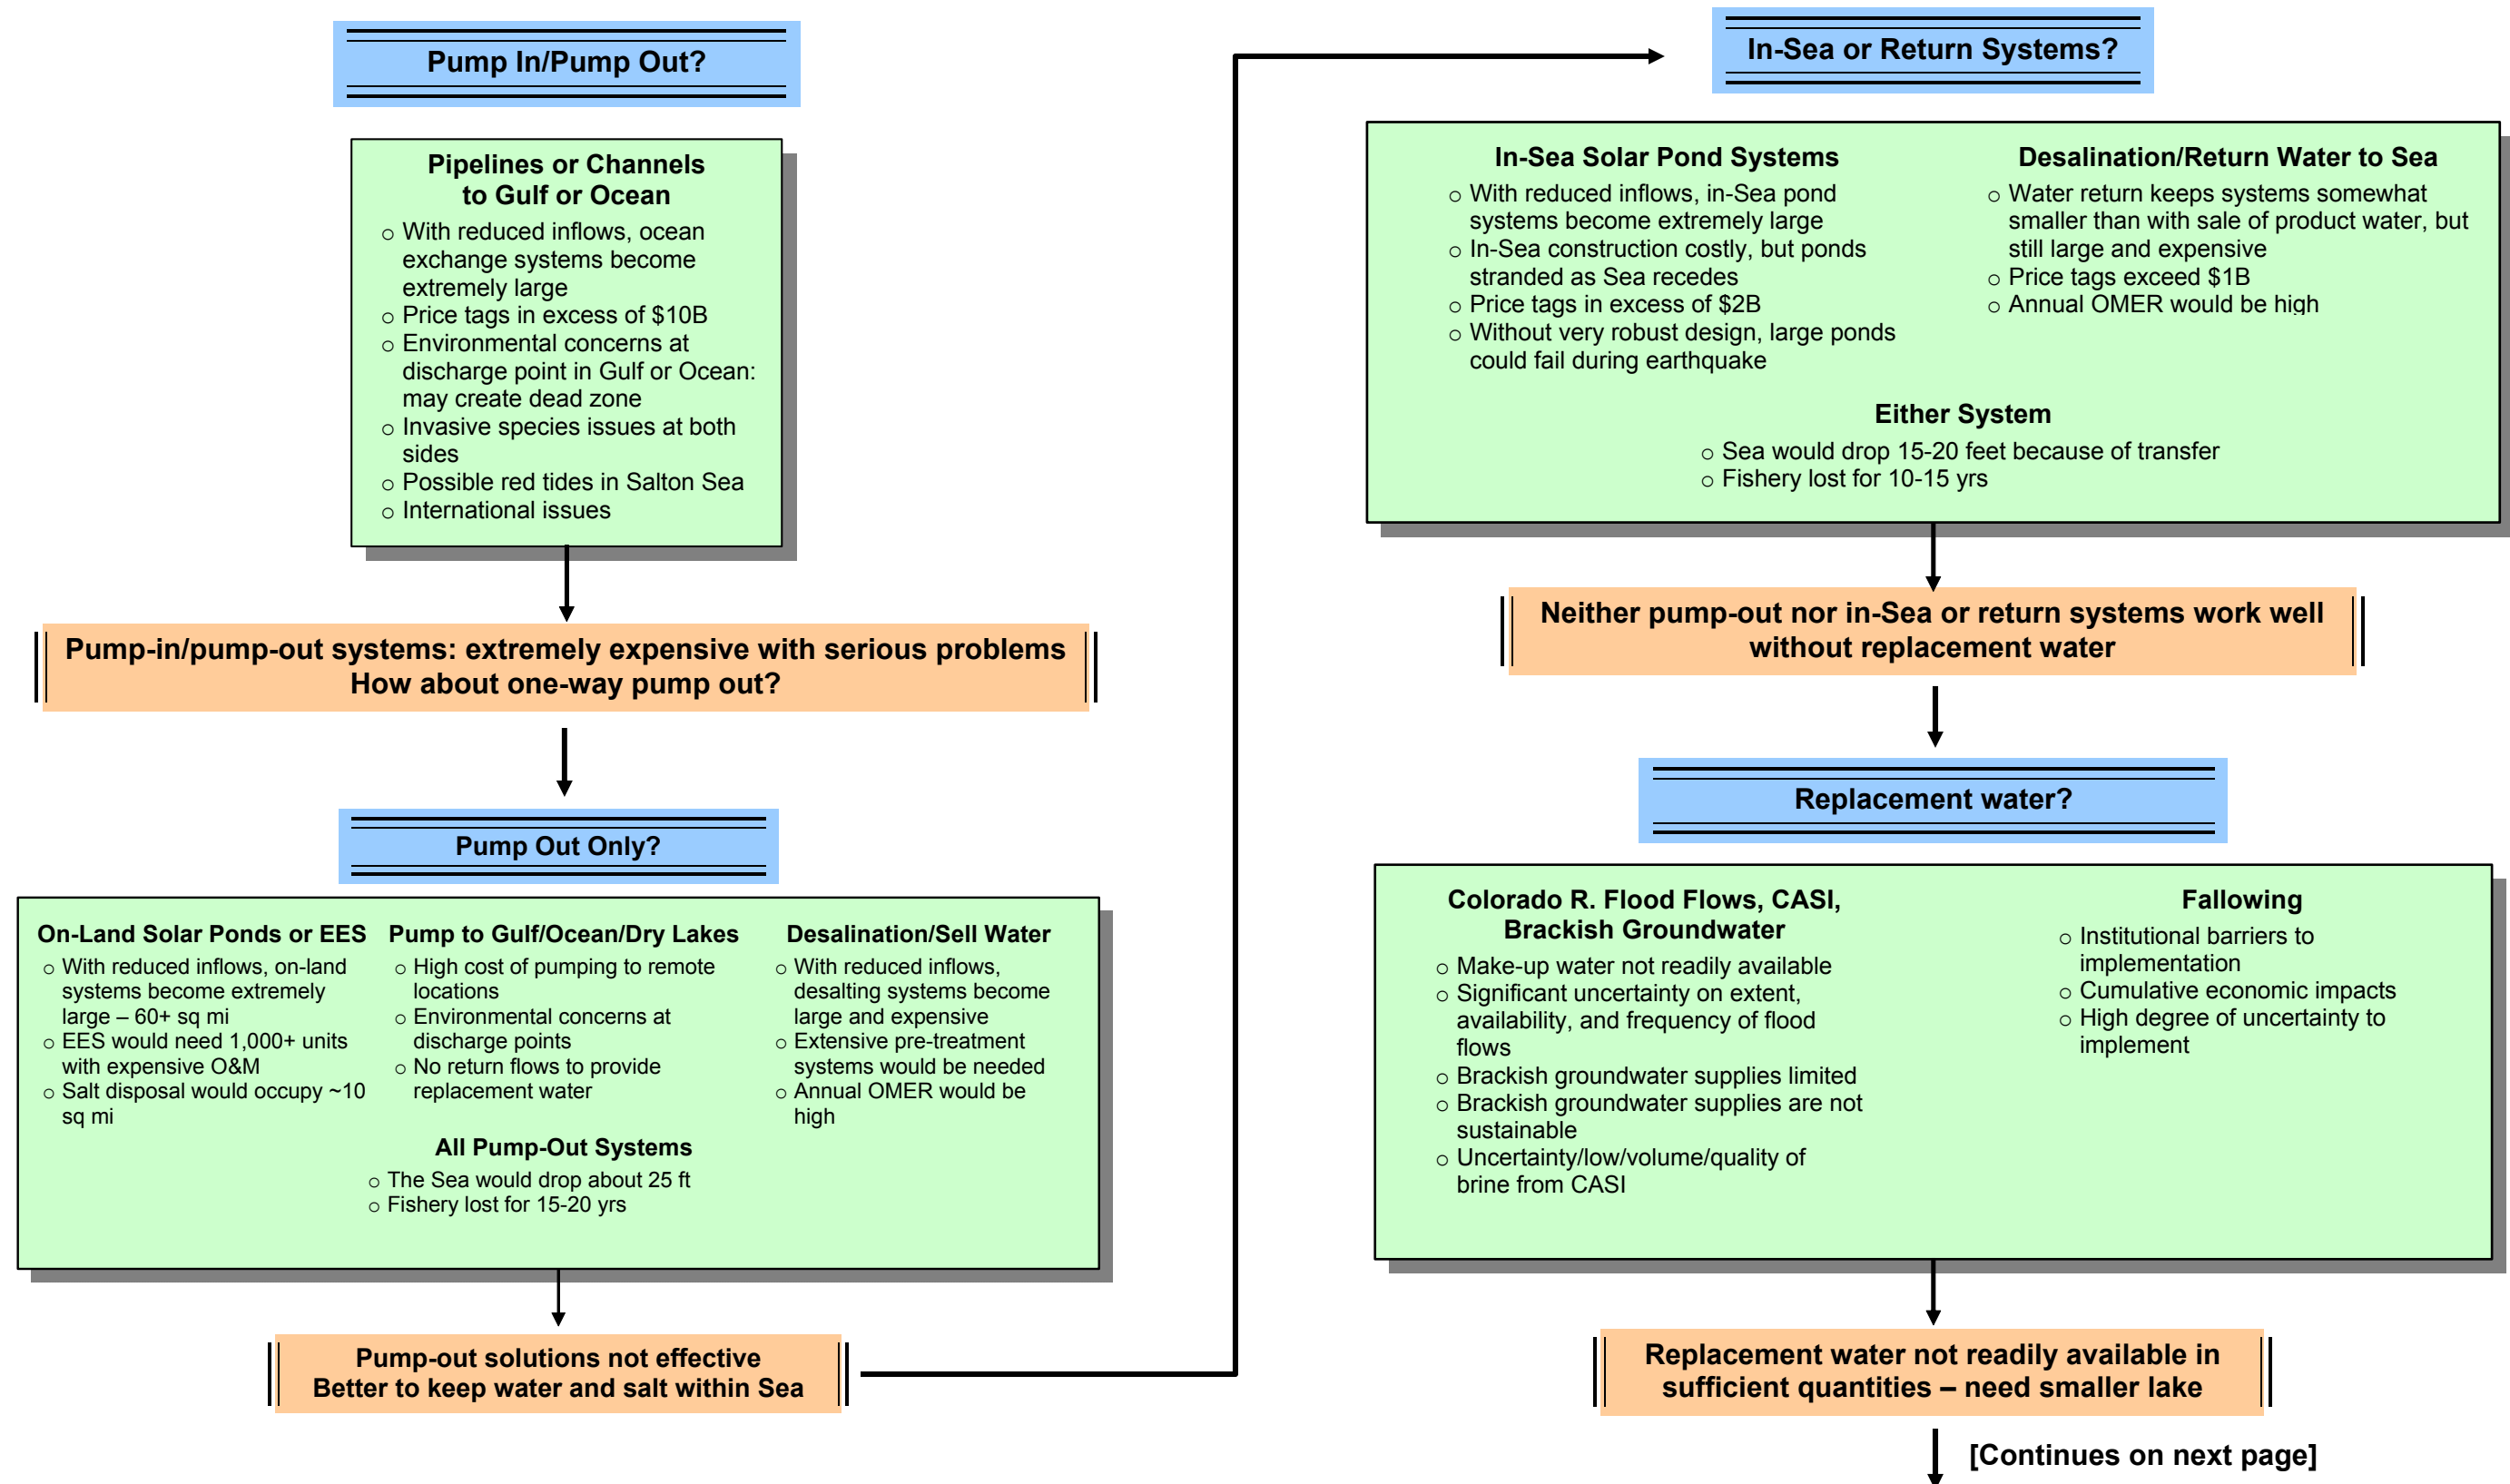 Pump In/Pump Out?
Pipelines or Channels
to Gulf or Ocean
o With reduced inflows, ocean
exchange systems become
extremely large
o Price tags in excess of $10B
o Environmental concerns at
discharge point in Gulf or Ocean:
may create dead zone
o Invasive species issues at both
sides
o Possible red tides in Salton Sea
o International issues
Pump-in/pump-out systems: extremely expensive with serious problems
How about one-way pump out?
Pump Out Only?
On-Land Solar Ponds or EES
o With reduced inflows, on-land
systems become extremely
large – 60+ sq mi
o EES would need 1,000+ units
with expensive O&M
o Salt disposal would occupy ~10
sq mi
Pump to Gulf/Ocean/Dry Lakes
o High cost of pumping to remote
locations
o Environmental concerns at
discharge points
o No return flows to provide
replacement water
Desalination/Sell Water
o With reduced inflows,
desalting systems become
large and expensive
o Extensive pre-treatment
systems would be needed
o Annual OMER would be
high
All Pump-Out Systems
o The Sea would drop about 25 ft
o Fishery lost for 15-20 yrs
Pump-out solutions not effective
Better to keep water and salt within Sea
In-Sea or Return Systems?
In-Sea Solar Pond Systems
o With reduced inflows, in-Sea pond
systems become extremely large
o In-Sea construction costly, but ponds
stranded as Sea recedes
o Price tags in excess of $2B
o Without very robust design, large ponds
could fail during earthquake
Desalination/Return Water to Sea
o Water return keeps systems somewhat
smaller than with sale of product water, but
still large and expensive
o Price tags exceed $1B
o Annual OMER would be high
Either System
o Sea would drop 15-20 feet because of transfer
o Fishery lost for 10-15 yrs
Neither pump-out nor in-Sea or return systems work well
without replacement water
Replacement water?
Colorado R. Flood Flows, CASI,
Brackish Groundwater
o Make-up water not readily available
o Significant uncertainty on extent,
availability, and frequency of flood
flows
o Brackish groundwater supplies limited
o Brackish groundwater supplies are not
sustainable
o Uncertainty/low/volume/quality of
brine from CASI
Fallowing
o Institutional barriers to
implementation
o Cumulative economic impacts
o High degree of uncertainty to
implement
Replacement water not readily available in
sufficient quantities – need smaller lake
[Continues on next page]